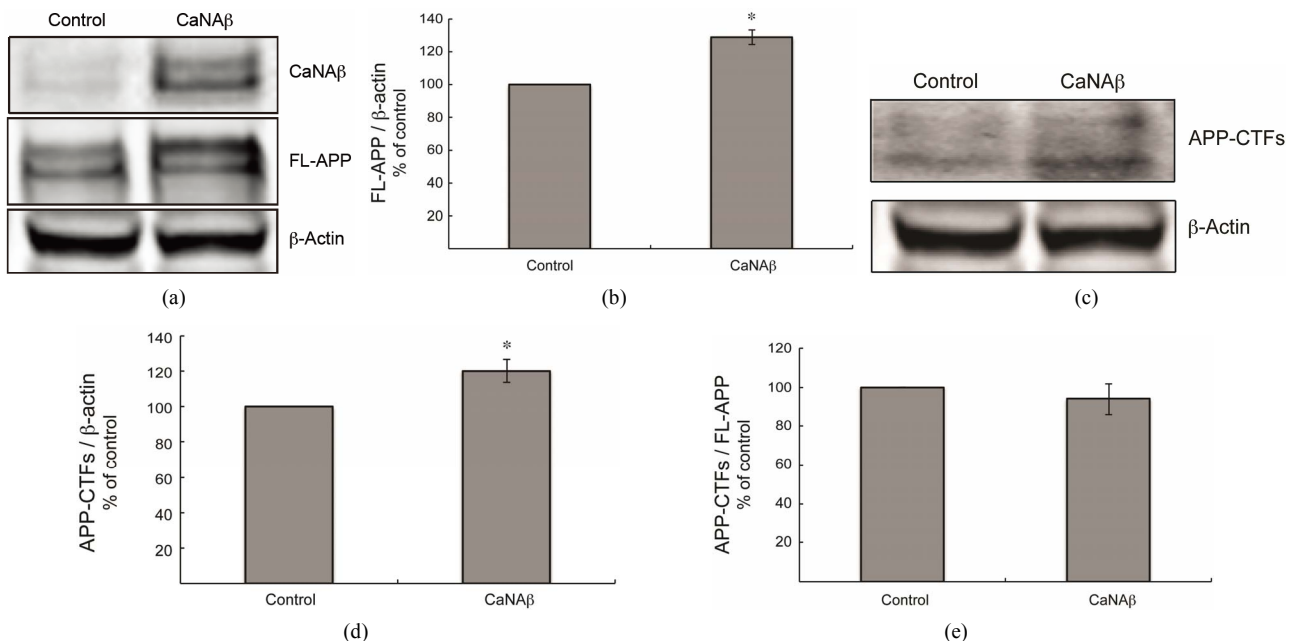 Control CaNAβ
CaNAβ
FL-APP
β-Actin
(a)
FL-APP / β-actin
% of control
140
120
100
80
60
40
20
*
Control CaNAβ
(b)
Control CaNAβ
APP-CTFs
β-Actin
(c)
APP-CTFs / β-actin
% of control
140
120
100
80
60
40
20
*
Control CaNAβ
(d)
APP-CTFs / FL-APP
% of control
120
100
80
60
40
20
Control CaNAβ
(e)